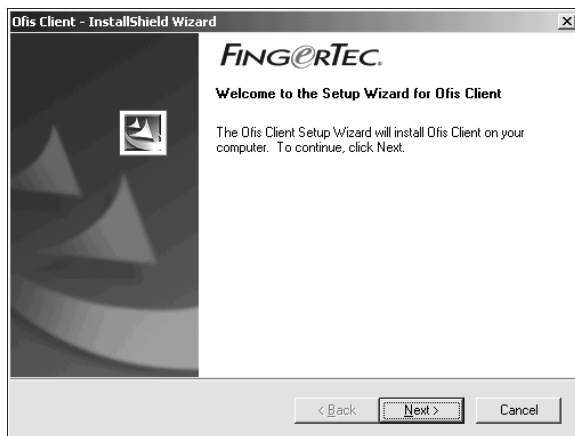 Ofis Client - InstallShield Wizard
FINGERTEC.
Welcome to the Setup Wizard for Ofis Client
The Ofis Client Setup Wizard will install Ofis Client on your
computer. To continue, click Next.
< Back Next > Cancel